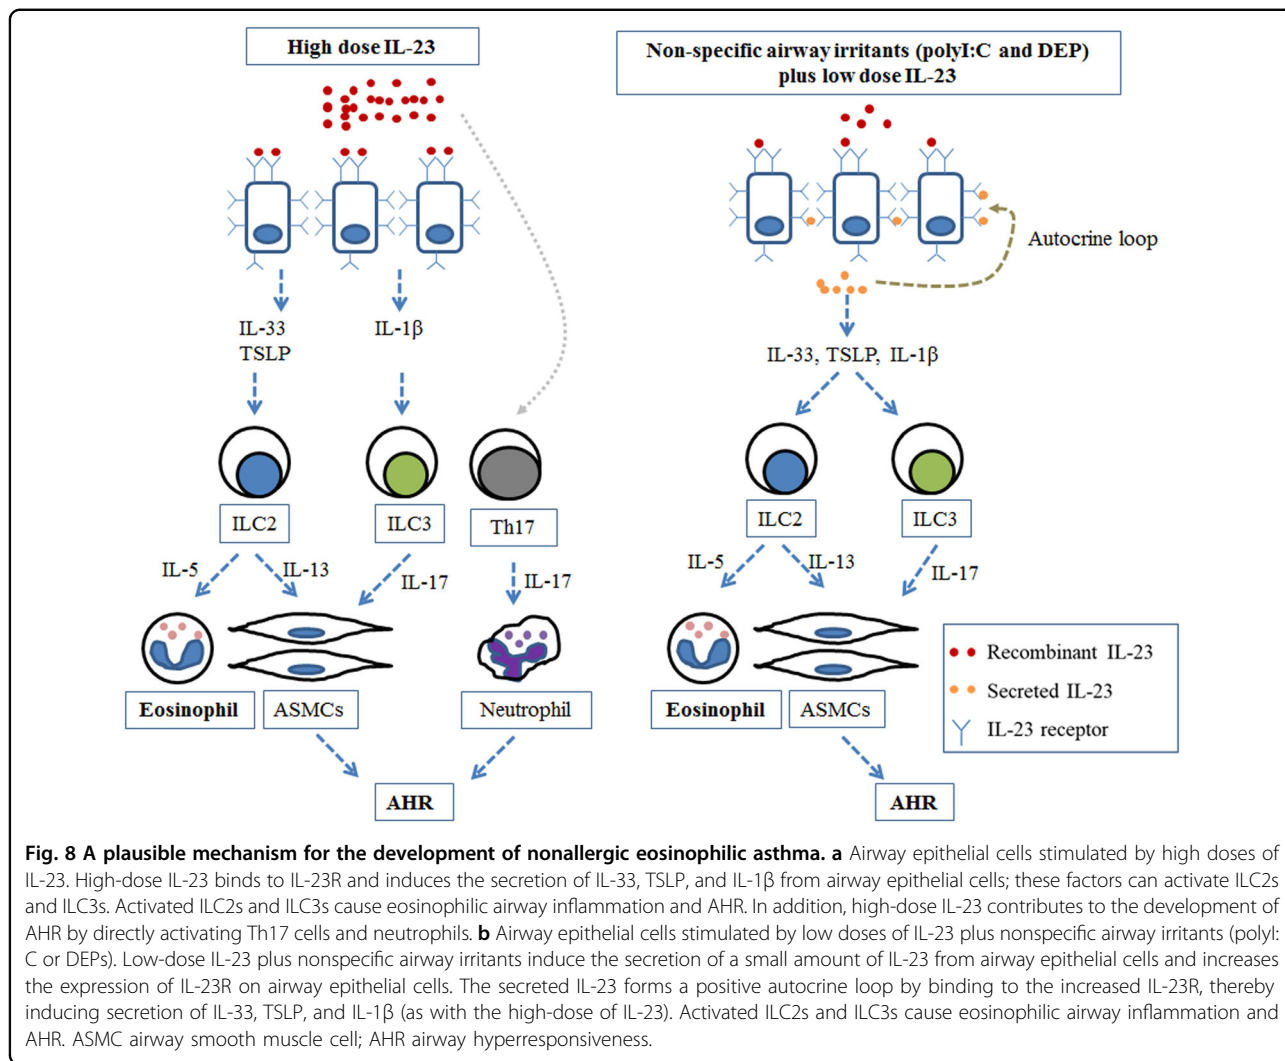 High dose IL-23
Non-specific airway irritants (polyI:C and DEP)
plus low dose IL-23
Autocrine loop
IL-33
TSLP
IL-1β
IL-33, TSLP, IL-1β
ILC2
ILC3
Th17
ILC2
ILC3
IL-5
IL-13
IL-17
IL-17
IL-5
IL-13
IL-17
Eosinophil
ASMCs
Neutrophil
Eosinophil
ASMCs
Recombinant IL-23
Secreted IL-23
IL-23 receptor
AHR
AHR
Fig. 8 A plausible mechanism for the development of nonallergic eosinophilic asthma. a Airway epithelial cells stimulated by high doses of
IL-23. High-dose IL-23 binds to IL-23R and induces the secretion of IL-33, TSLP, and IL-1β from airway epithelial cells; these factors can activate ILC2s
and ILC3s. Activated ILC2s and ILC3s cause eosinophilic airway inflammation and AHR. In addition, high-dose IL-23 contributes to the development of
AHR by directly activating Th17 cells and neutrophils. b Airway epithelial cells stimulated by low doses of IL-23 plus nonspecific airway irritants (polyI:
C or DEPs). Low-dose IL-23 plus nonspecific airway irritants induce the secretion of a small amount of IL-23 from airway epithelial cells and increases
the expression of IL-23R on airway epithelial cells. The secreted IL-23 forms a positive autocrine loop by binding to the increased IL-23R, thereby
inducing secretion of IL-33, TSLP, and IL-1β (as with the high-dose of IL-23). Activated ILC2s and ILC3s cause eosinophilic airway inflammation and
AHR. ASMC airway smooth muscle cell; AHR airway hyperresponsiveness.